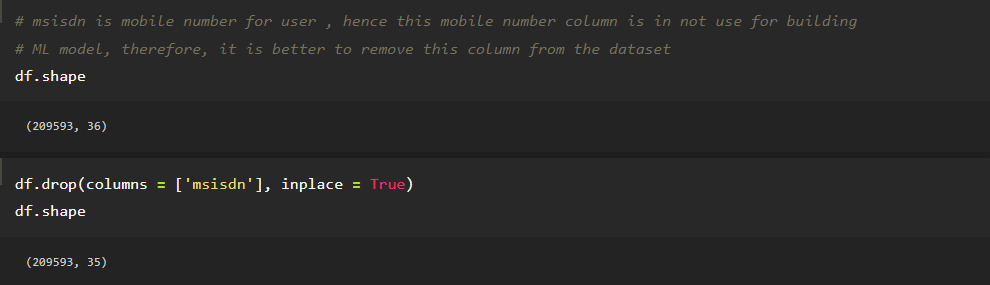 # msisdn is mobile number for user , hence this mobile number column is in not use for building
# ML model, therefore, it is better to remove this column from the dataset
df.shape
(209593, 36)
df.drop(columns = ['msisdn'], inplace = True)
df.shape
(209593, 35)